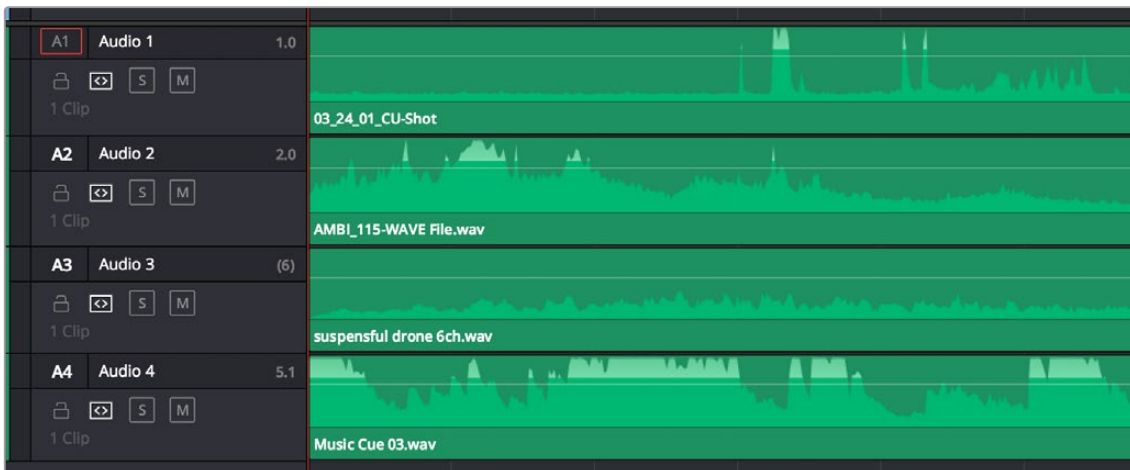 A1 Audio 1 1.0
S M
1 Clip
03_24_01_CU-Shot
A2 Audio 2 2.0
S M
1 Clip
AMBI_115-WAVE File.wav
A3 Audio 3 (6)
S M
1 Clip
suspensful drone 6ch.wav
A4 Audio 4 5.1
S M
1 Clip
Music Cue 03.wav